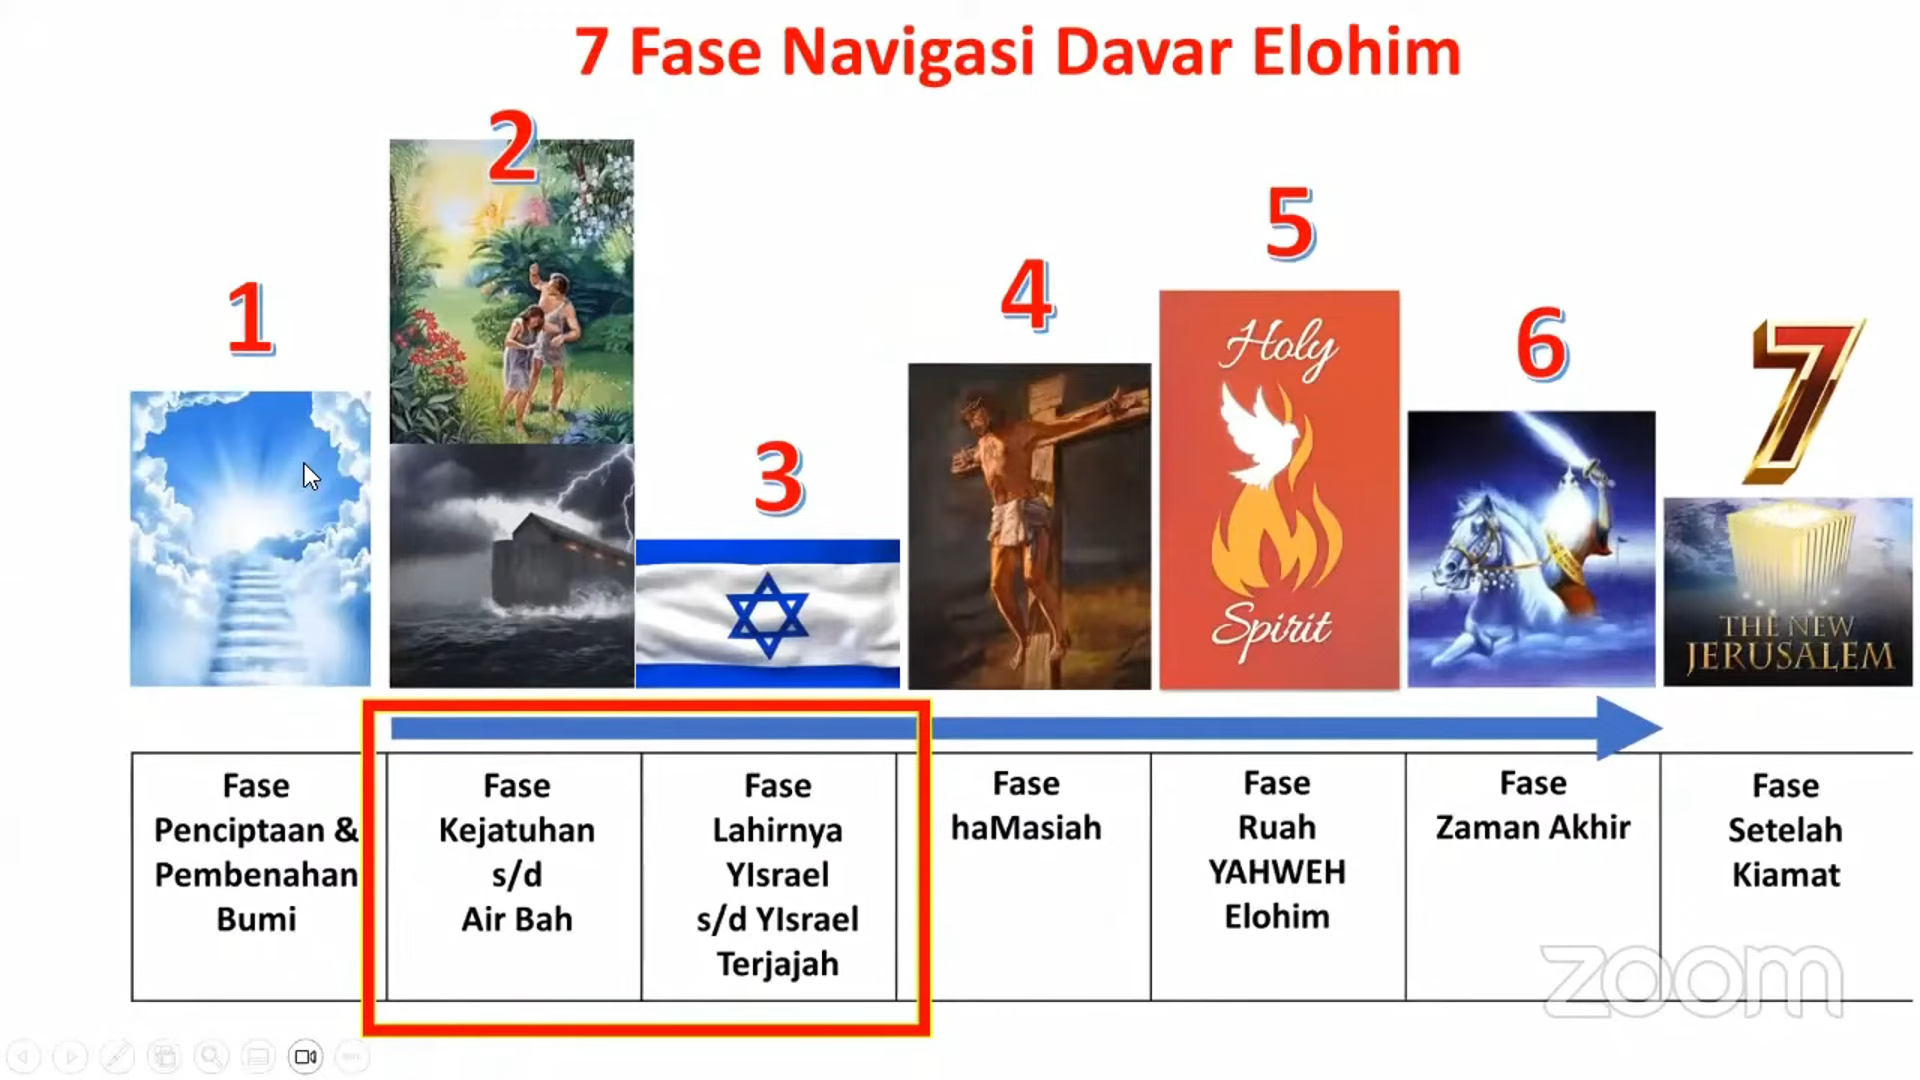 7 Fase Navigasi Davar Elohim
1
2
3
4
5
6
7
Holy
Spirit
THE NEW
JERUSALEM
Fase
Penciptaan &
Pembenahan
Bumi
Fase
Kejatuhan
s/d
Air Bah
Fase
Lahirnya
YIsrael
s/d YIsrael
Terjajah
Fase
haMasiah
Fase
Ruah
YAHWEH
Elohim
Fase
Zaman Akhir
Fase
Setelah
Kiamat
zoom